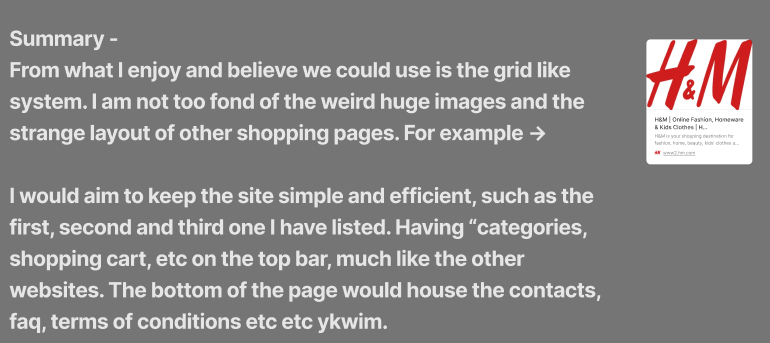 Summary -
From what I enjoy and believe we could use is the grid like
system. I am not too fond of the weird huge images and the
strange layout of other shopping pages. For example →
H&M
H&M | Online Fashion, Homeware
& Kids Clothes | H...
H&M is your shopping destination for
fashion, home, beauty, kids' clothes a...
H&M www2.hm.com
I would aim to keep the site simple and efficient, such as the
first, second and third one I have listed. Having “categories,
shopping cart, etc on the top bar, much like the other
websites. The bottom of the page would house the contacts,
faq, terms of conditions etc etc ykwim.